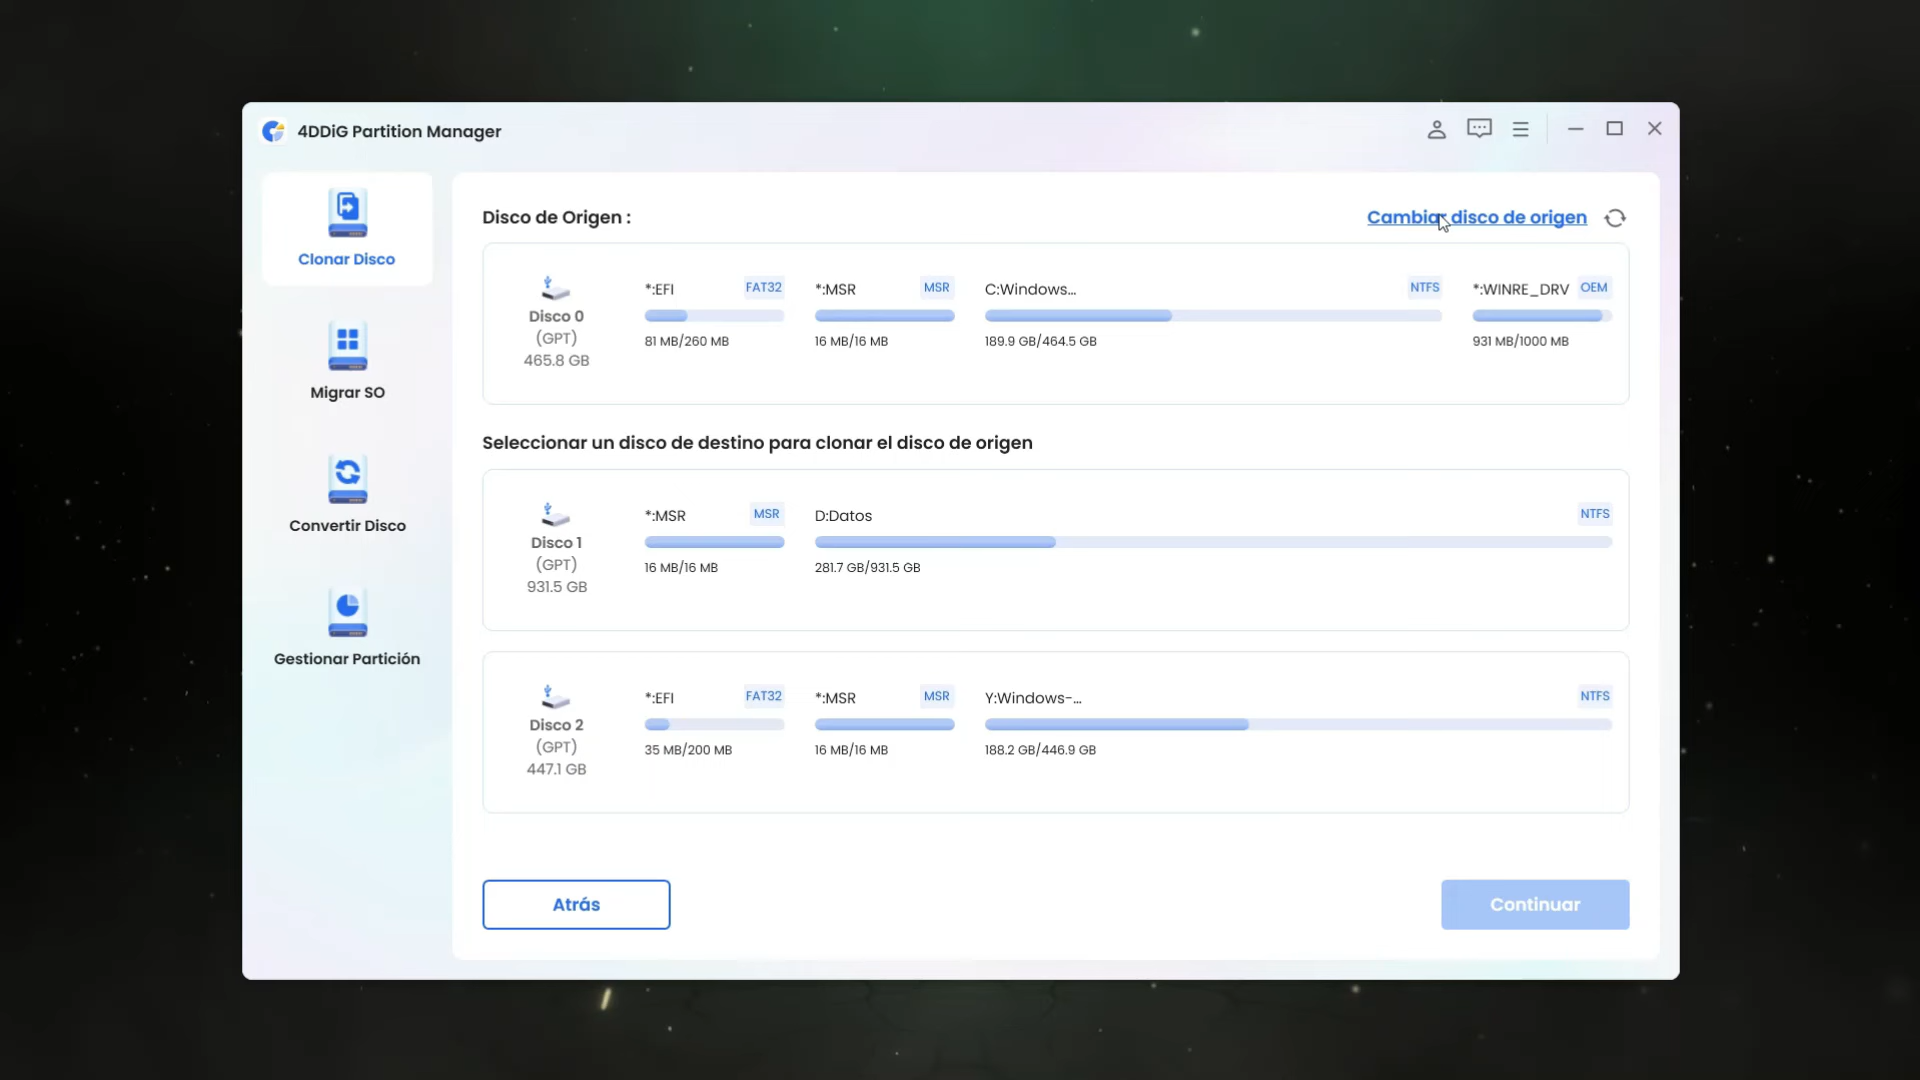 4DDiG Partition Manager
Clonar Disco
Migrar SO
Convertir Disco
Gestionar Partición
Disco de Origen :
Cambiar disco de origen
Disco 0
(GPT)
465.8 GB
*:EFI FAT32
81 MB/260 MB
*:MSR MSR
16 MB/16 MB
C:Windows... NTFS
189.9 GB/464.5 GB
*:WINRE_DRV OEM
931 MB/1000 MB
Seleccionar un disco de destino para clonar el disco de origen
Disco 1
(GPT)
931.5 GB
*:MSR MSR
16 MB/16 MB
D:Datos NTFS
281.7 GB/931.5 GB
Disco 2
(GPT)
447.1 GB
*:EFI FAT32
35 MB/200 MB
*:MSR MSR
16 MB/16 MB
Y:Windows-... NTFS
188.2 GB/446.9 GB
Atrás
Continuar